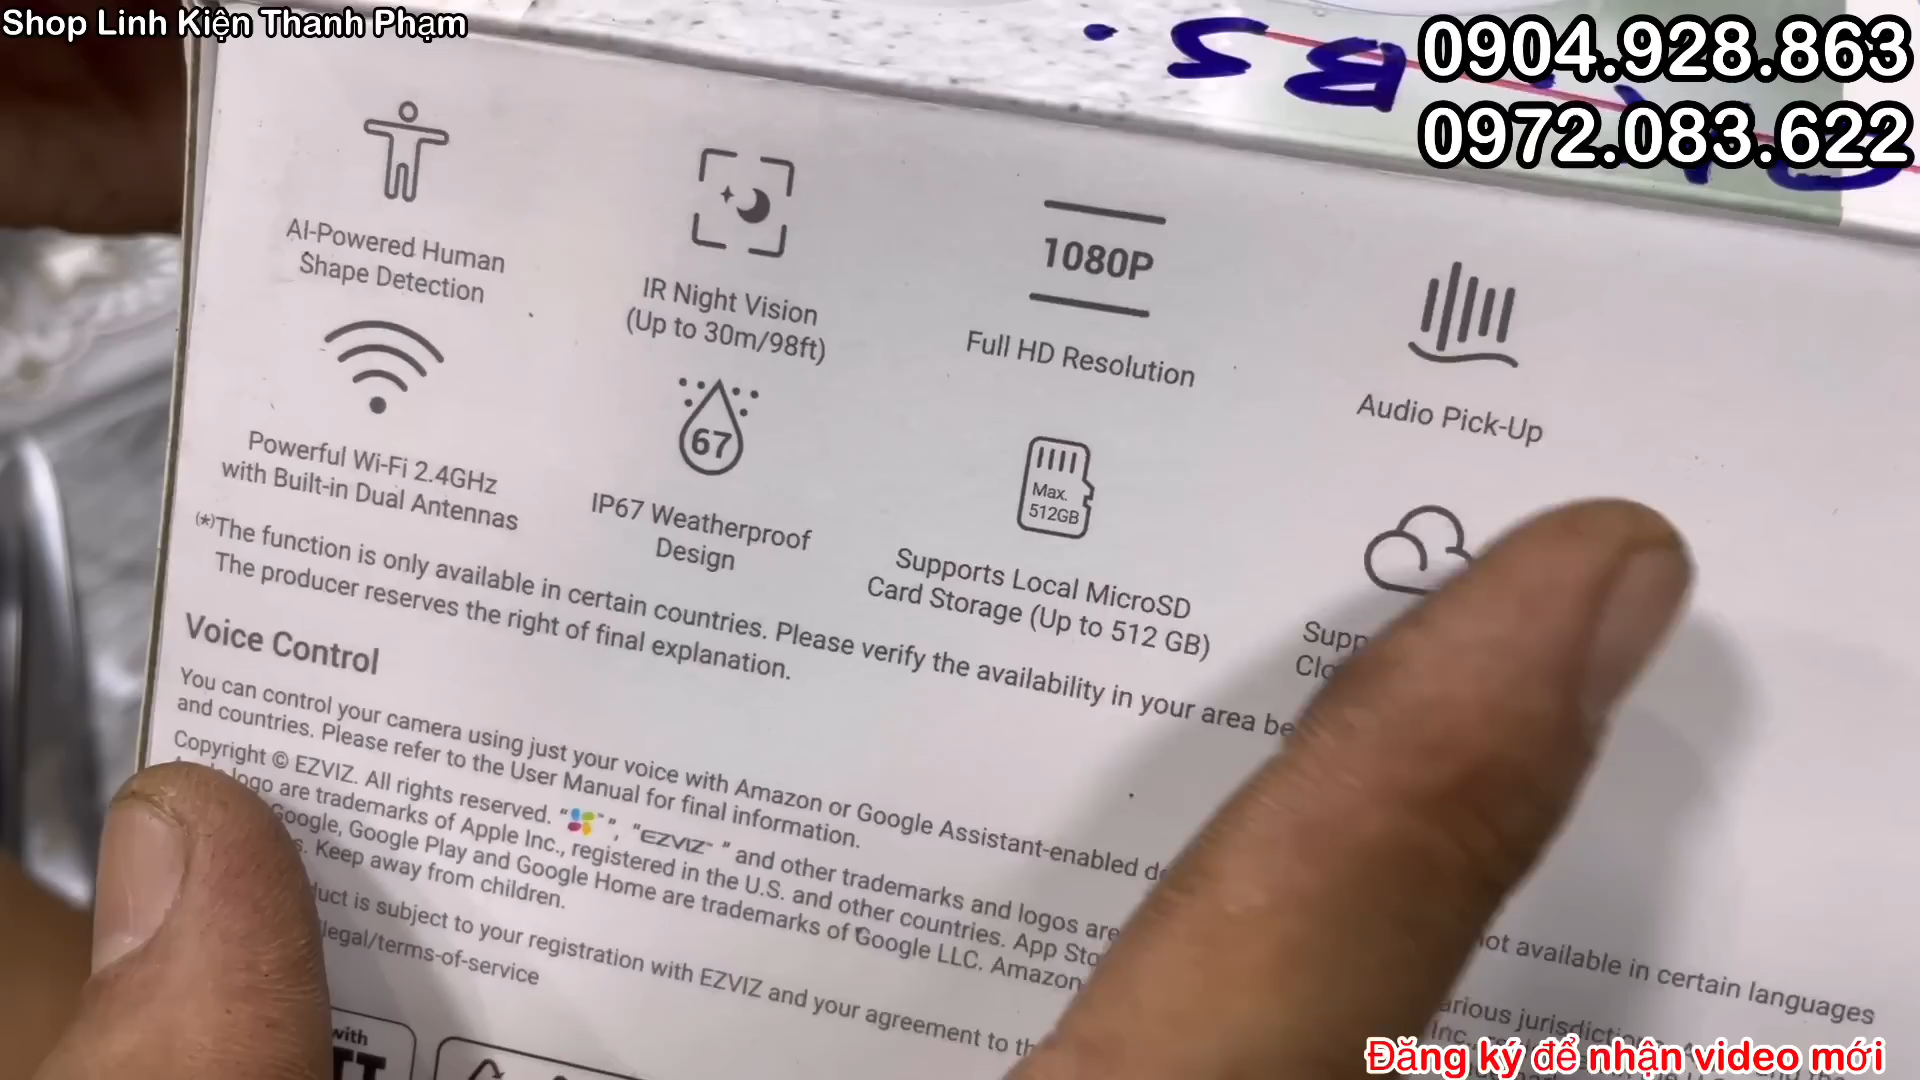 Shop Linh Kiện Thanh Phạm
0904.928.863
0972.083.622
B S
AI-Powered Human
Shape Detection
IR Night Vision
(Up to 30m/98ft)
1080P
Full HD Resolution
Audio Pick-Up
Powerful Wi-Fi 2.4GHz
with Built-in Dual Antennas
67
IP67 Weatherproof
Design
Max.
512GB
Supports Local MicroSD
Card Storage (Up to 512 GB)
(*)The function is only available in certain countries. Please verify the availability in your area
The producer reserves the right of final explanation.
Voice Control
You can control your camera using just your voice with Amazon or Google Assistant-enabled
not available in certain languages
and countries. Please refer to the User Manual for final information.
Copyright © EZVIZ. All rights reserved. “ ™”, “EZVIZ™” and other trademarks and logos are
logo are trademarks of Apple Inc., registered in the U.S. and other countries. App
Google, Google Play and Google Home are trademarks of Google LLC. Amazon
Keep away from children.
is subject to your registration with EZVIZ and your agreement to
legal/terms-of-service
with
Đăng ký để nhận video mới